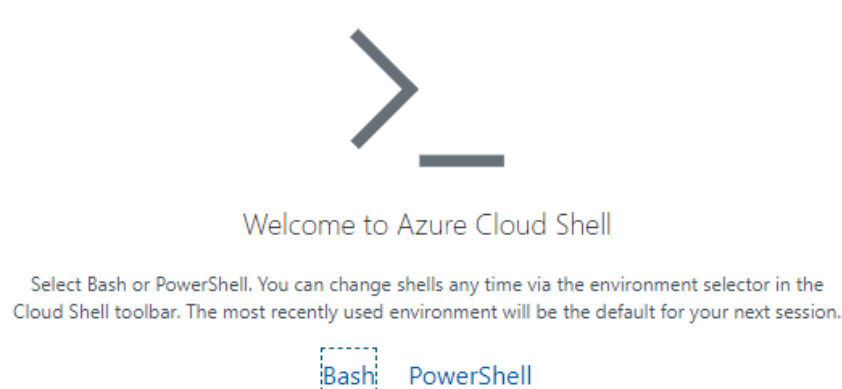 Welcome to Azure Cloud Shell
Select Bash or PowerShell. You can change shells any time via the environment selector in the
Cloud Shell toolbar. The most recently used environment will be the default for your next session.
Bash PowerShell